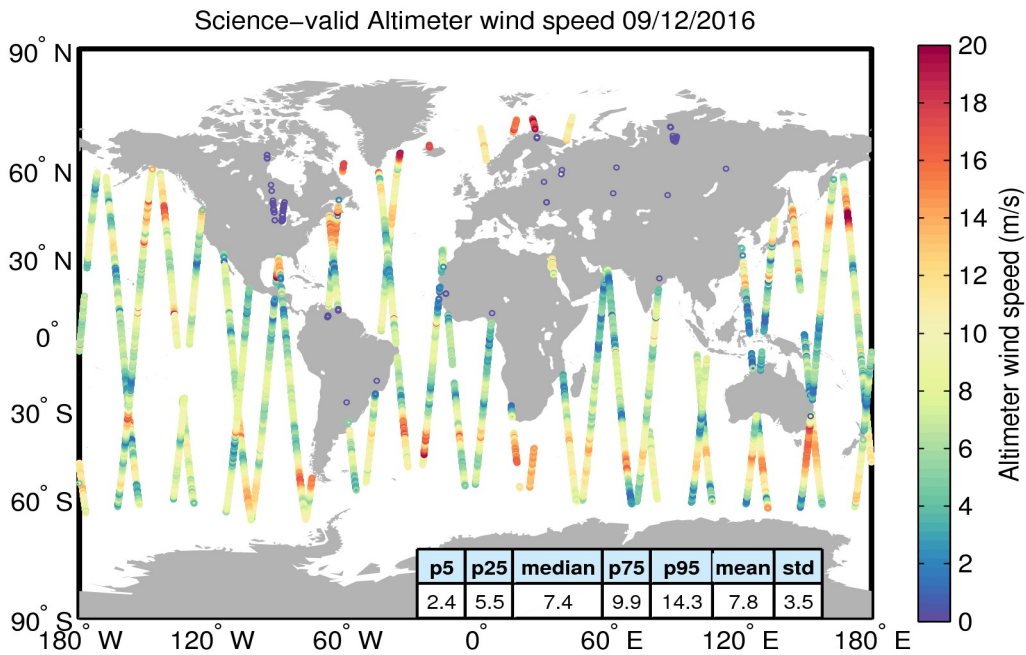 Science−valid Altimeter wind speed 09/12/2016
90° N
60° N
30° N
0°
30° S
60° S
90° S
180° W
120° W
60° W
0°
60° E
120° E
180° E
p5 p25 median p75 p95 mean std
2.4 5.5 7.4 9.9 14.3 7.8 3.5
20
18
16
14
12
10
8
6
4
2
0
Altimeter wind speed (m/s)